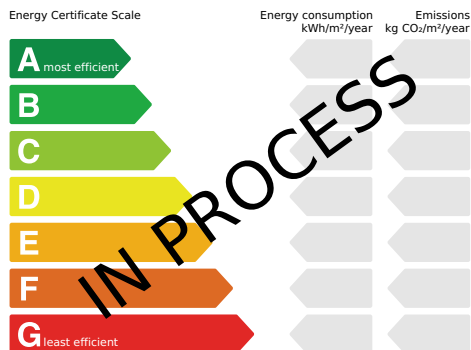 Energy Certificate Scale
Energy consumption
kWh/m²/year
Emissions
kg CO₂/m²/year
A most efficient
B
C
D
E
F
G least efficient
IN PROCESS